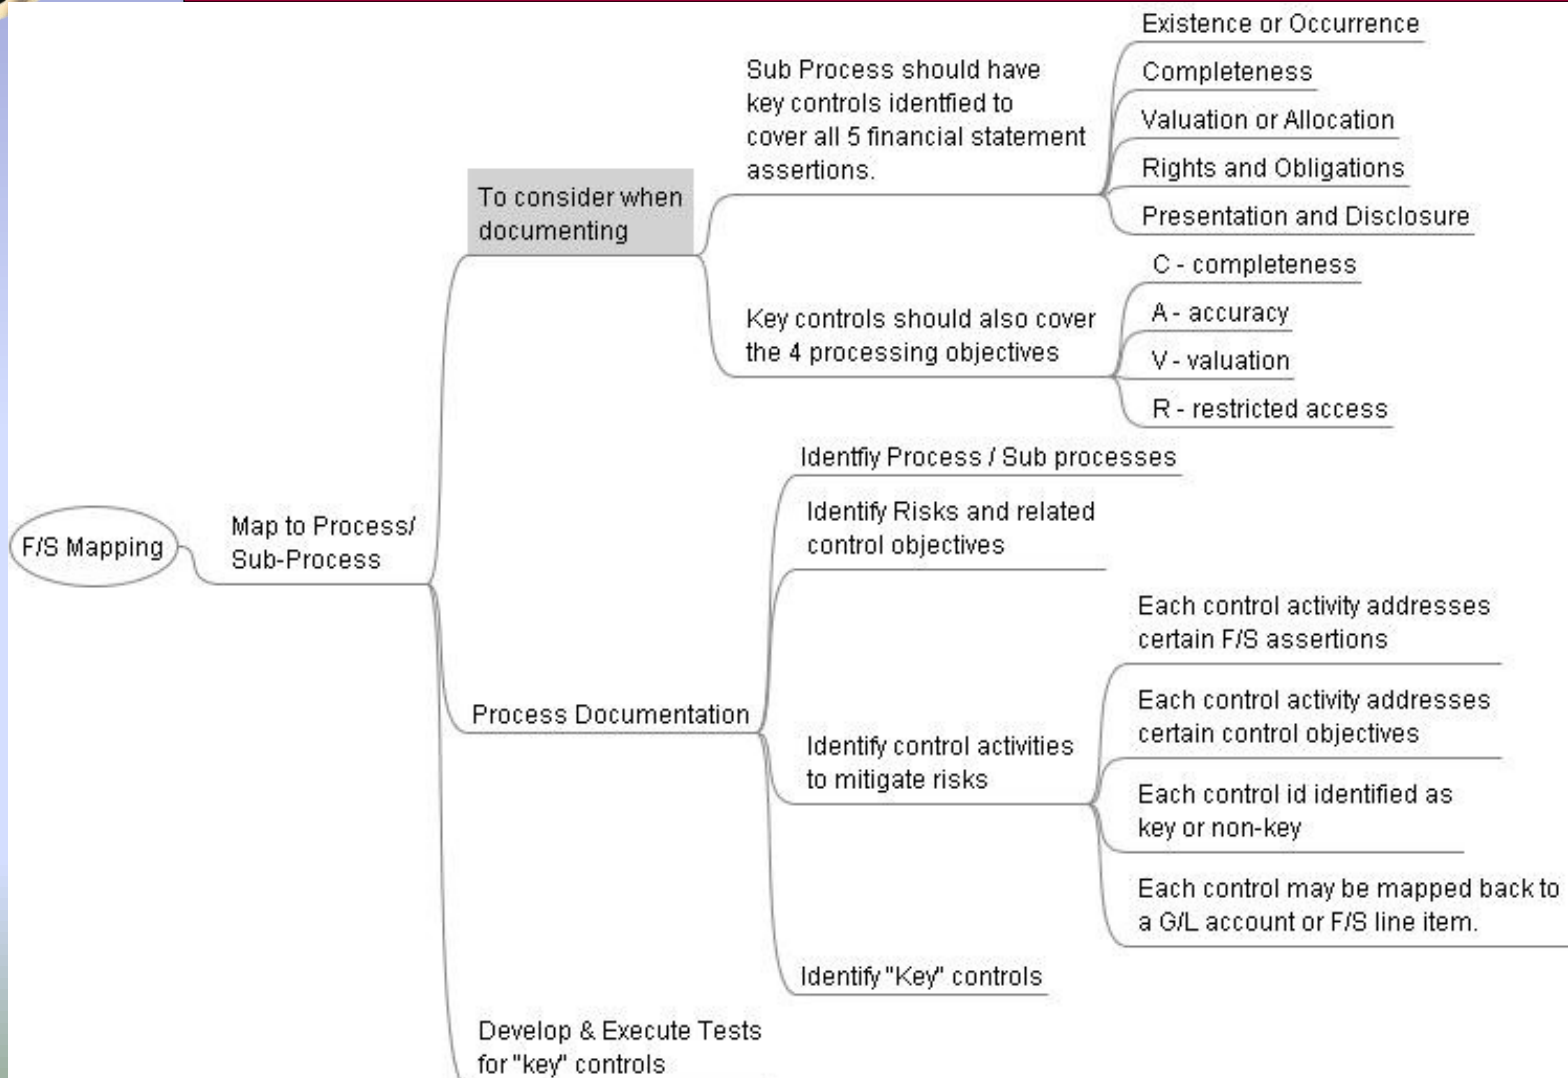 F/S Mapping
Map to Process/
Sub-Process
To consider when
documenting
Sub Process should have
key controls identfied to
cover all 5 financial statement
assertions.
Existence or Occurrence
Completeness
Valuation or Allocation
Rights and Obligations
Presentation and Disclosure
Key controls should also cover
the 4 processing objectives
C - completeness
A - accuracy
V - valuation
R - restricted access
Process Documentation
Identfiy Process / Sub processes
Identify Risks and related
control objectives
Identify control activities
to mitigate risks
Each control activity addresses
certain F/S assertions
Each control activity addresses
certain control objectives
Each control id identified as
key or non-key
Each control may be mapped back to
a G/L account or F/S line item.
Identify "Key" controls
Develop & Execute Tests
for "key" controls